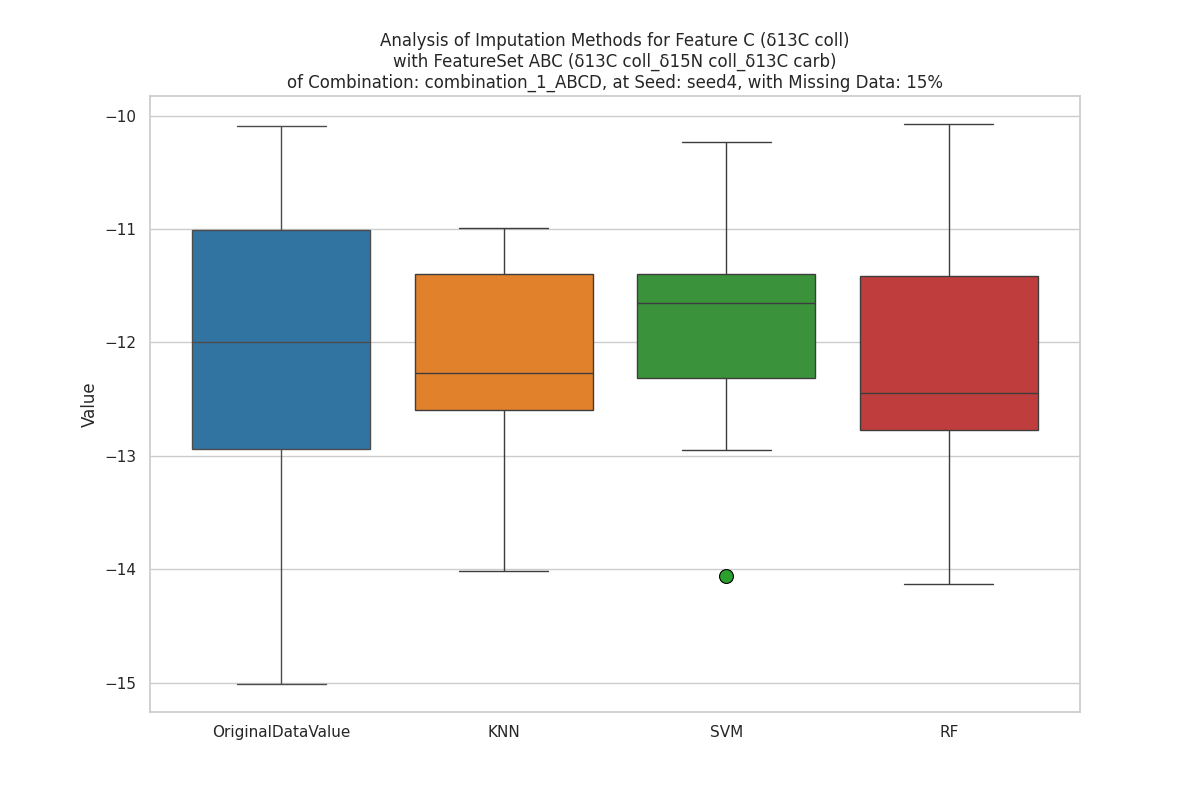 Analysis of Imputation Methods for Feature C (δ13C coll)
with FeatureSet ABC (δ13C coll_δ15N coll_δ13C carb)
of Combination: combination_1_ABCD, at Seed: seed4, with Missing Data: 15%
−10
−11
−12
−13
−14
−15
Value
OriginalDataValue
KNN
SVM
RF